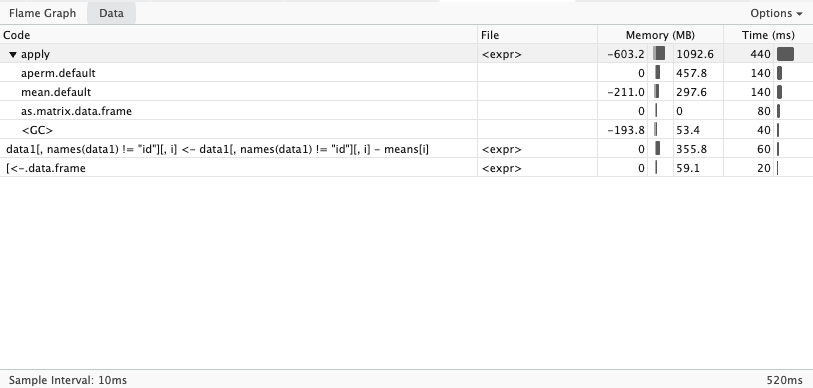 Flame Graph Data Options ▾
Code File Memory (MB) Time (ms)
▼ apply <expr> −603.2 1092.6 440
aperm.default 0 457.8 140
mean.default −211.0 297.6 140
as.matrix.data.frame 0 0 80
<GC> −193.8 53.4 40
data1[, names(data1) != "id"][, i] <- data1[, names(data1) != "id"][, i] - means[i] <expr> 0 355.8 60
[<-.data.frame <expr> 0 59.1 20
Sample Interval: 10ms 520ms